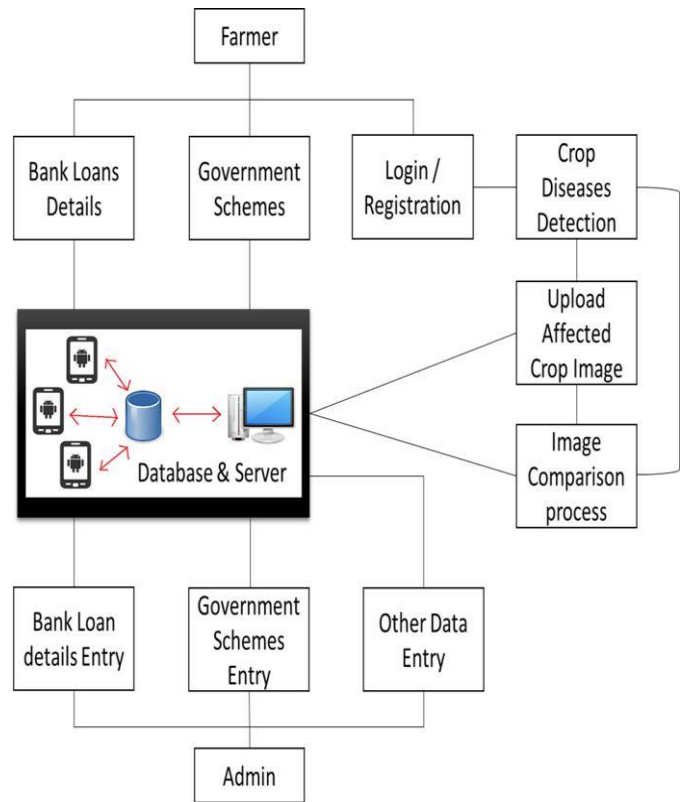 Farmer
Bank Loans
Details
Government
Schemes
Login /
Registration
Crop
Diseases
Detection
Upload
Affected
Crop Image
Database & Server
Image
Comparison
process
Bank Loan
details Entry
Government
Schemes
Entry
Other Data
Entry
Admin